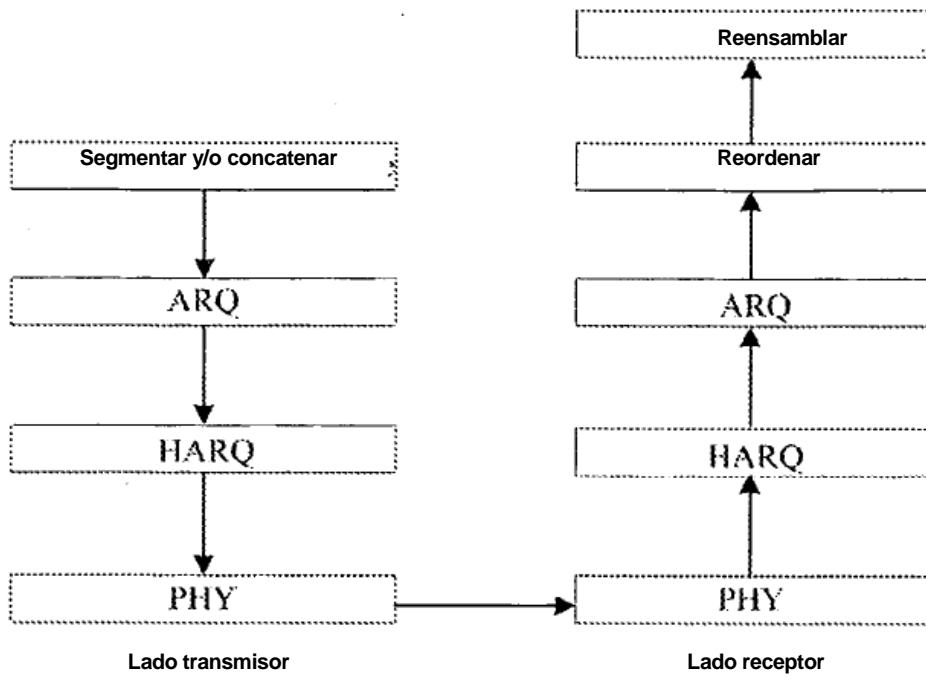 Reensamblar
Segmentar y/o concatenar
Reordenar
ARQ
ARQ
HARQ
HARQ
PHY
PHY
Lado transmisor
Lado receptor